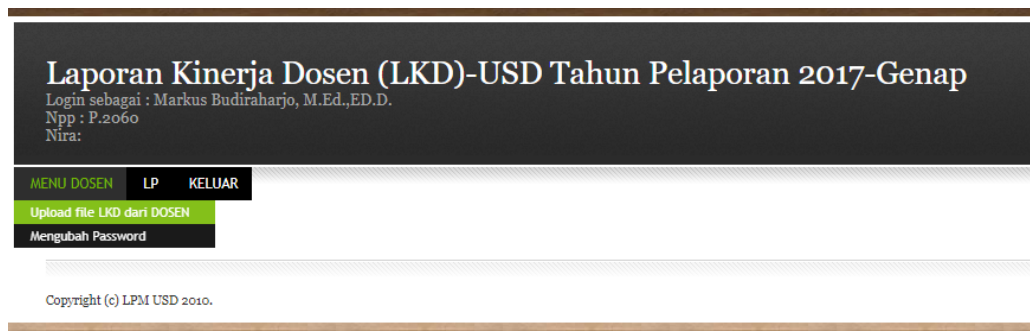 Laporan Kinerja Dosen (LKD)-USD Tahun Pelaporan 2017-Genap
Login sebagai : Markus Budiraharjo, M.Ed.,ED.D.
Npp : P.2060
Nira:
MENU DOSEN LP KELUAR
Upload file LKD dari DOSEN
Mengubah Password
Copyright (c) LPM USD 2010.